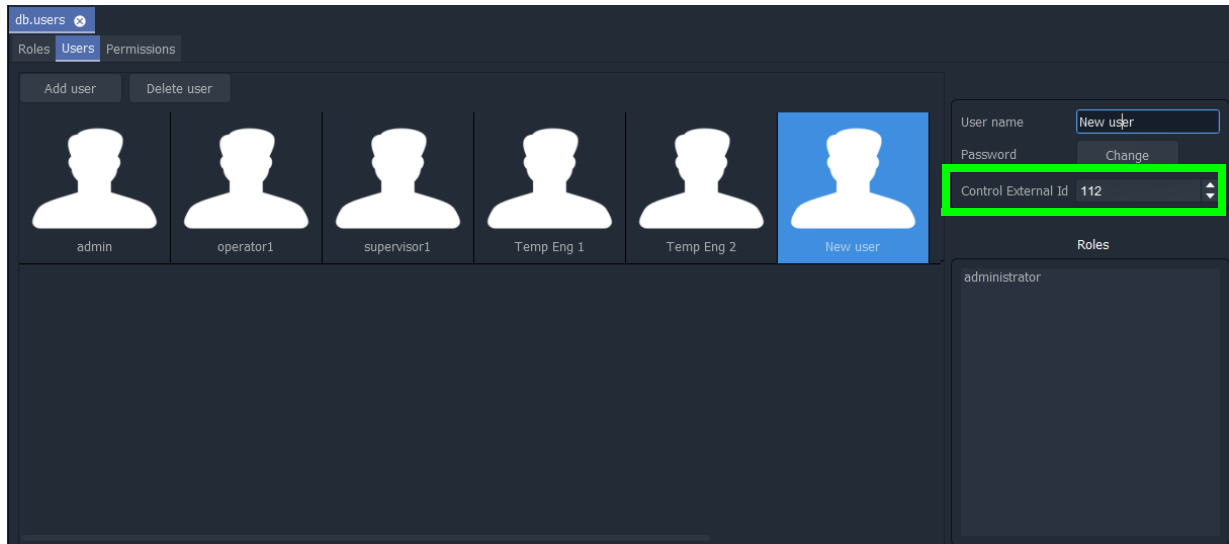 db.users
Roles Users Permissions
Add user Delete user
admin operator1 supervisor1 Temp Eng 1 Temp Eng 2 New user
User name New user
Password Change
Control External Id 112
Roles
administrator